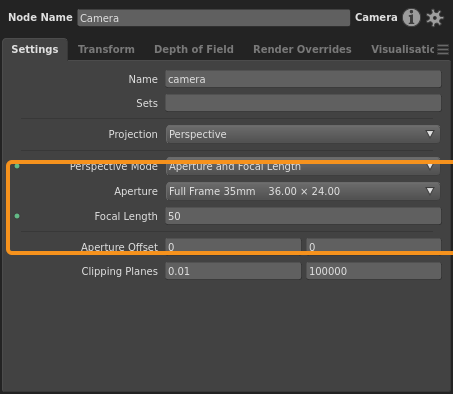 Node Name Camera Camera
Settings Transform Depth of Field Render Overrides Visualisatic
Name camera
Sets
Projection Perspective
Perspective Mode Aperture and Focal Length
Aperture Full Frame 35mm 36.00 × 24.00
Focal Length 50
Aperture Offset 0 0
Clipping Planes 0.01 100000